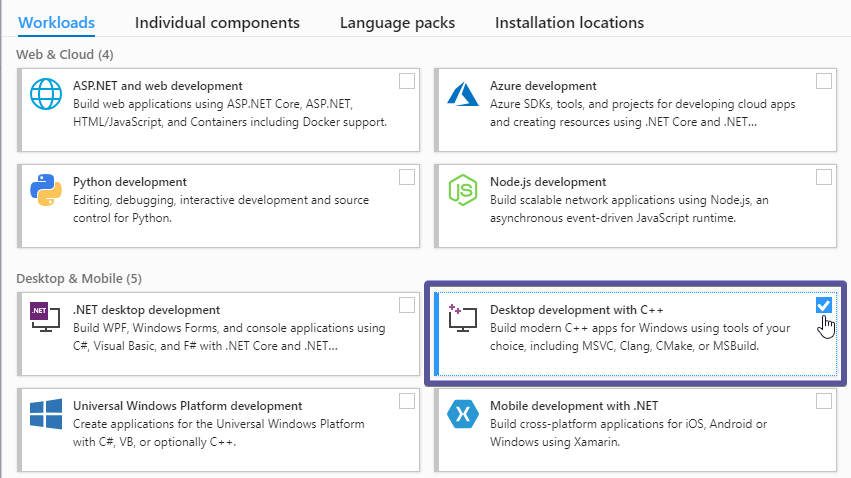 Workloads Individual components Language packs Installation locations
Web & Cloud (4)
ASP.NET and web development
Build web applications using ASP.NET Core, ASP.NET,
HTML/JavaScript, and Containers including Docker support.
Azure development
Azure SDKs, tools, and projects for developing cloud apps
and creating resources using .NET Core and .NET...
Python development
Editing, debugging, interactive development and source
control for Python.
JS
Node.js development
Build scalable network applications using Node.js, an
asynchronous event-driven JavaScript runtime.
Desktop & Mobile (5)
.NET
.NET desktop development
Build WPF, Windows Forms, and console applications using
C#, Visual Basic, and F# with .NET Core and .NET...
Desktop development with C++
Build modern C++ apps for Windows using tools of your
choice, including MSVC, Clang, CMake, or MSBuild.
Universal Windows Platform development
Create applications for the Universal Windows Platform
with C#, VB, or optionally C++.
Mobile development with .NET
Build cross-platform applications for iOS, Android or
Windows using Xamarin.